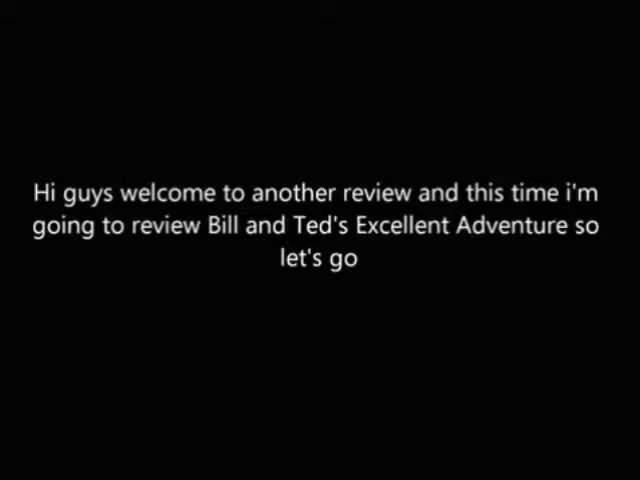 Hi guys welcome to another review and this time i'm
going to review Bill and Ted's Excellent Adventure so
let's go